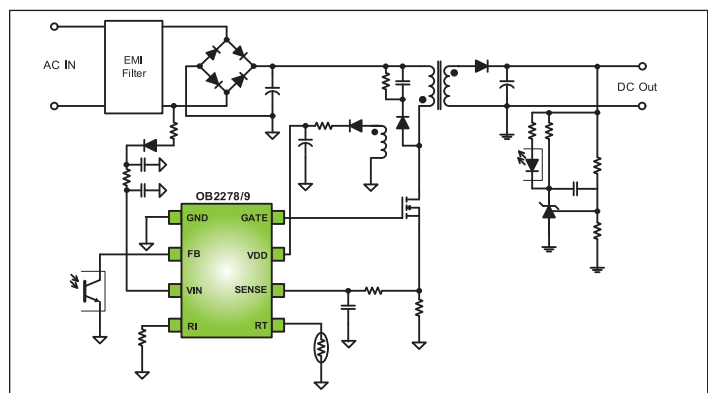 AC IN
EMI
Filter
DC Out
OB2278/9
GND
GATE
FB
VDD
VIN
SENSE
RI
RT